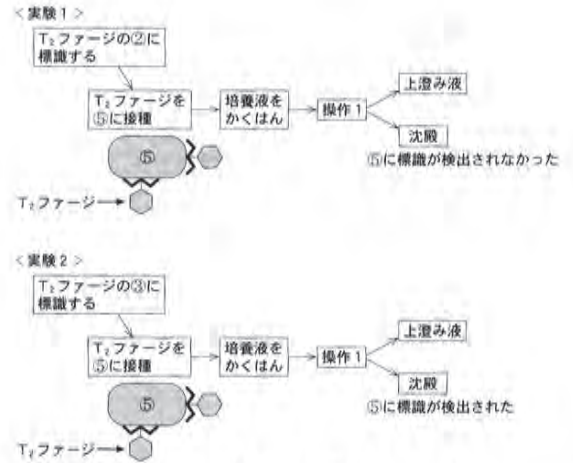 ＜実験1＞
T₂ファージの②に
標識する
T₂ファージを
⑤に接種
培養液を
かくはん
操作1
上澄み液
沈殿
⑤に標識が検出されなかった
⑤
T₂ファージ
＜実験2＞
T₂ファージの③に
標識する
T₂ファージを
⑤に接種
培養液を
かくはん
操作1
上澄み液
沈殿
⑤に標識が検出された
⑤
T₂ファージ